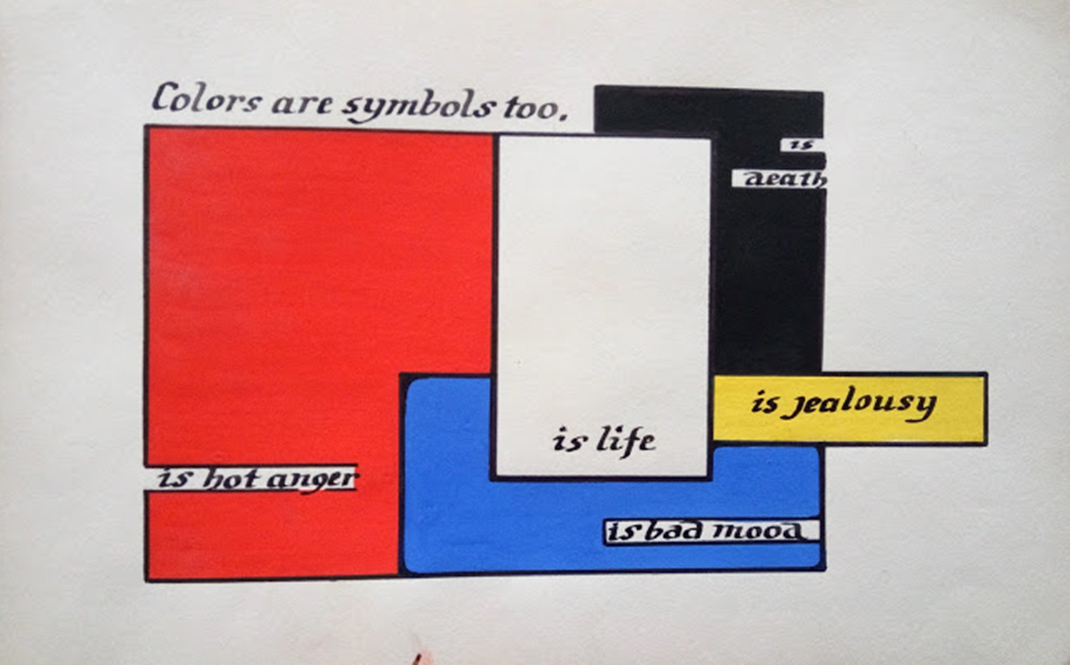 Colors are symbols too.
is
death
is jealousy
is life
is hot anger
is bad mood